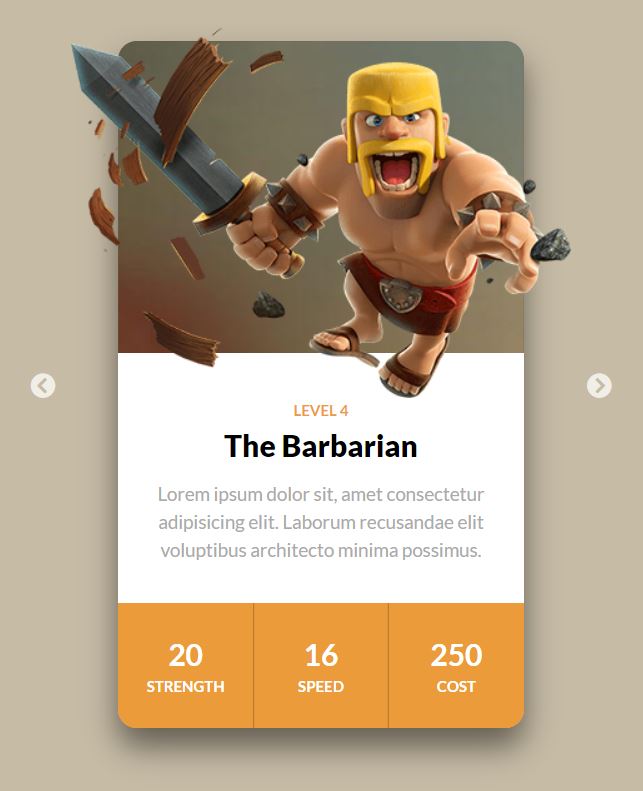 LEVEL 4
The Barbarian
Lorem ipsum dolor sit, amet consectetur
adipisicing elit. Laborum recusandae elit
voluptibus architecto minima possimus.
20 16 250
STRENGTH SPEED COST